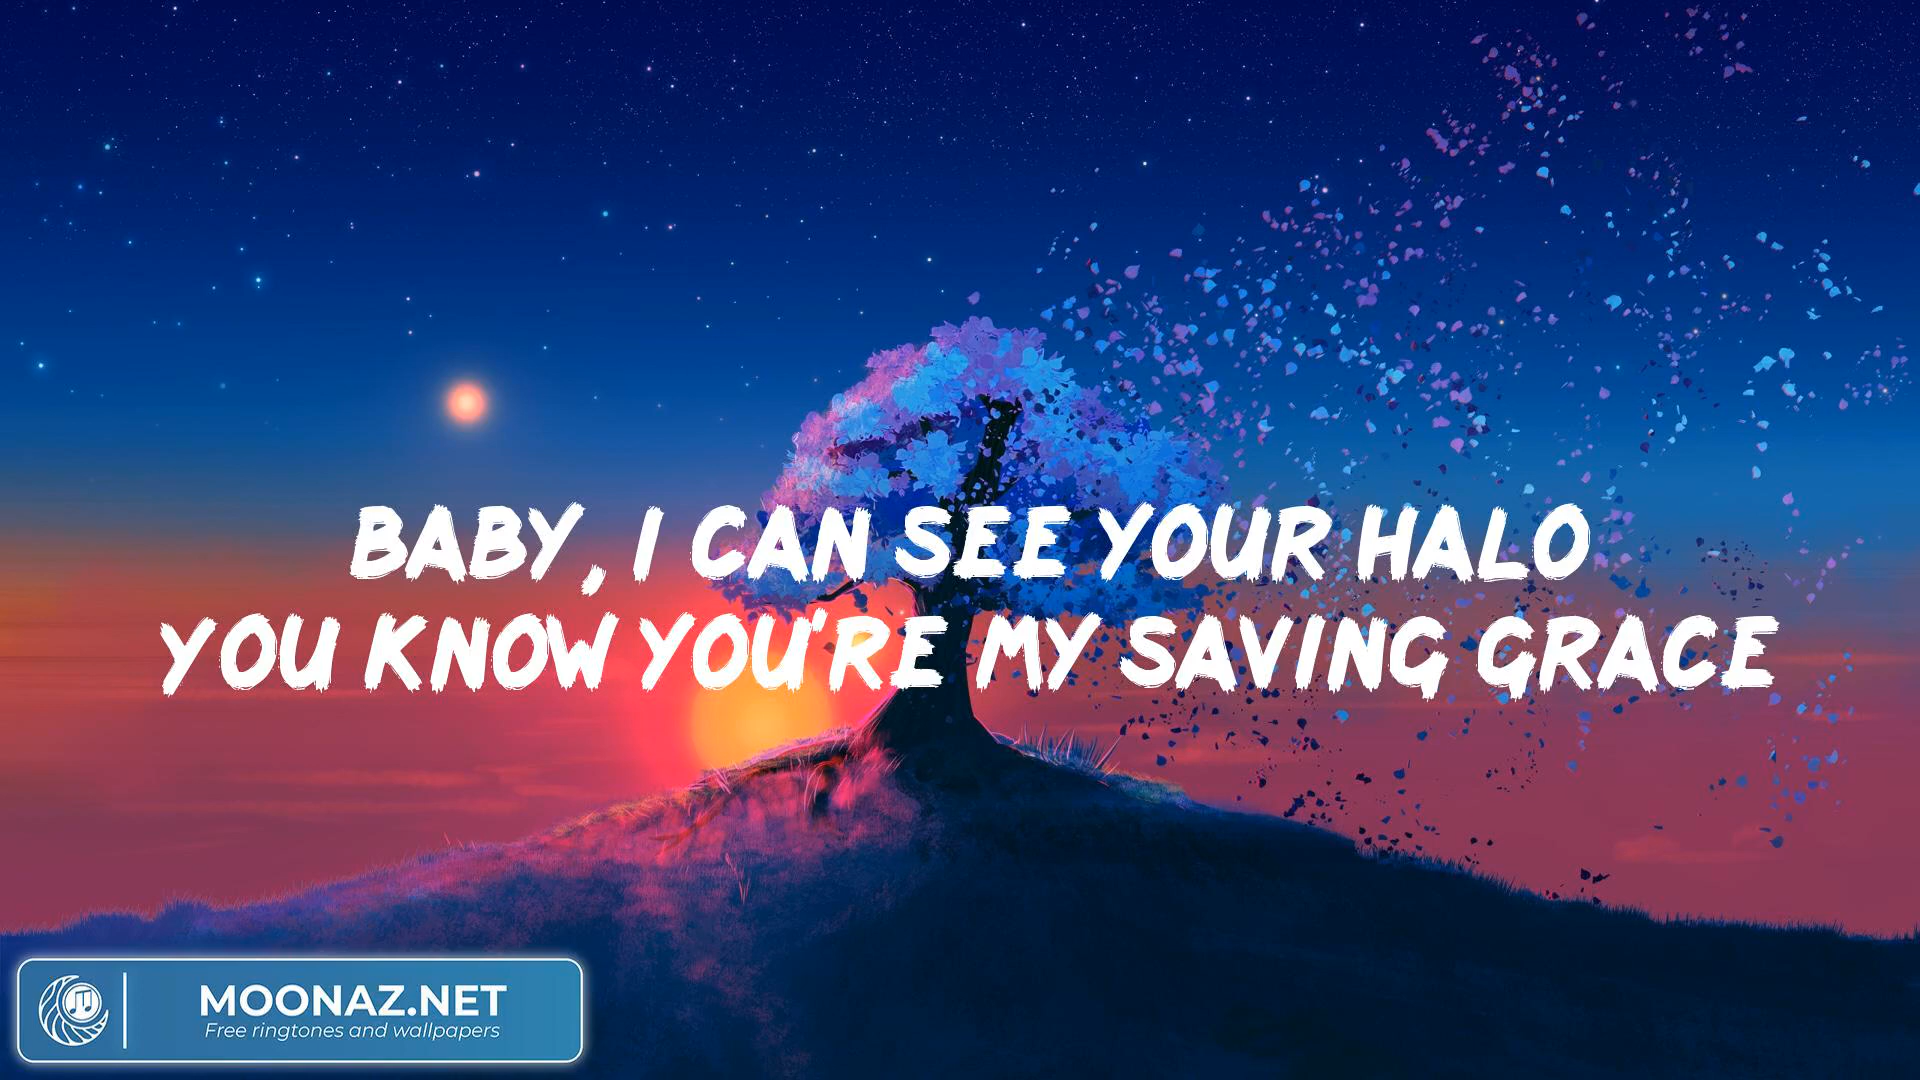 BABY, I CAN SEE YOUR HALO
YOU KNOW YOU'RE MY SAVING GRACE
MOONAZ.NET
Free ringtones and wallpapers